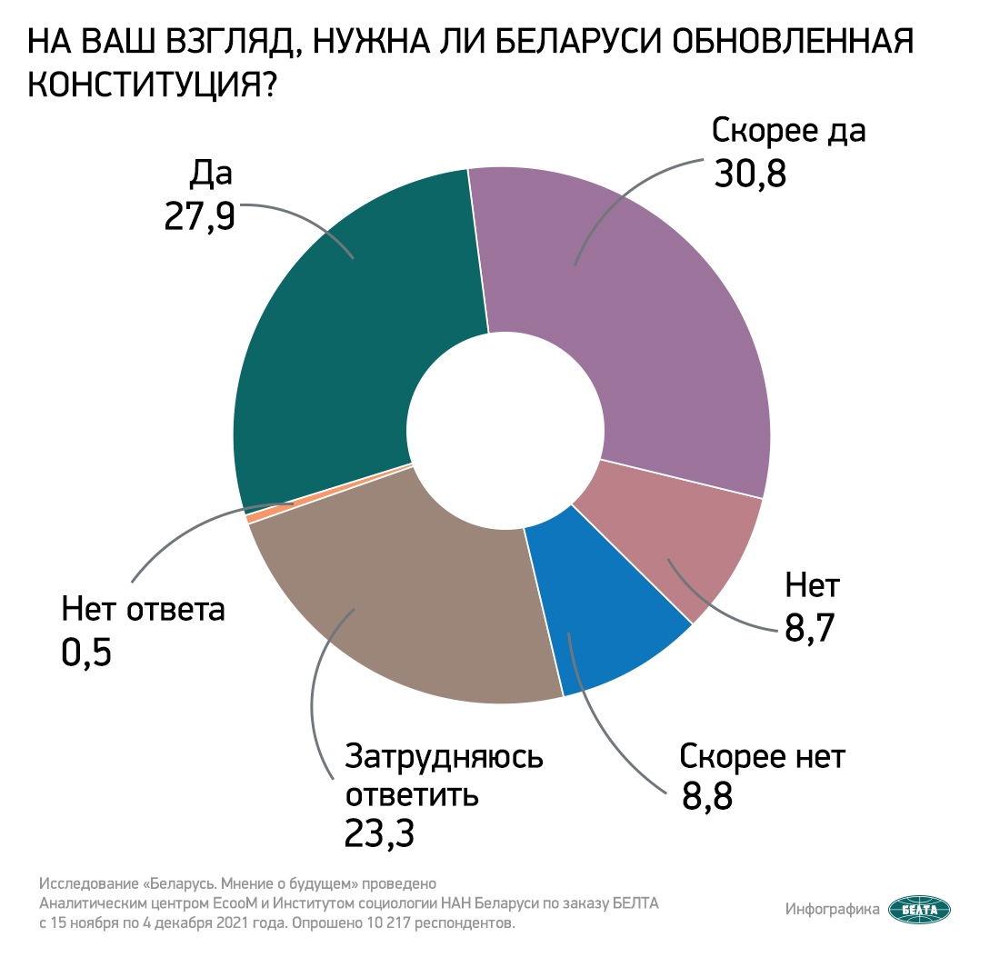 НА ВАШ ВЗГЛЯД, НУЖНА ЛИ БЕЛАРУСИ ОБНОВЛЕННАЯ
КОНСТИТУЦИЯ?
Скорее да
30,8
Да
27,9
Нет
8,7
Нет ответа
0,5
Скорее нет
8,8
Затрудняюсь
ответить
23,3
Исследование «Беларусь. Мнение о будущем» проведено
Аналитическим центром EcooM и Институтом социологии НАН Беларуси по заказу БЕЛТА
с 15 ноября по 4 декабря 2021 года. Опрошено 10 217 респондентов.
Инфографика БЕЛТА